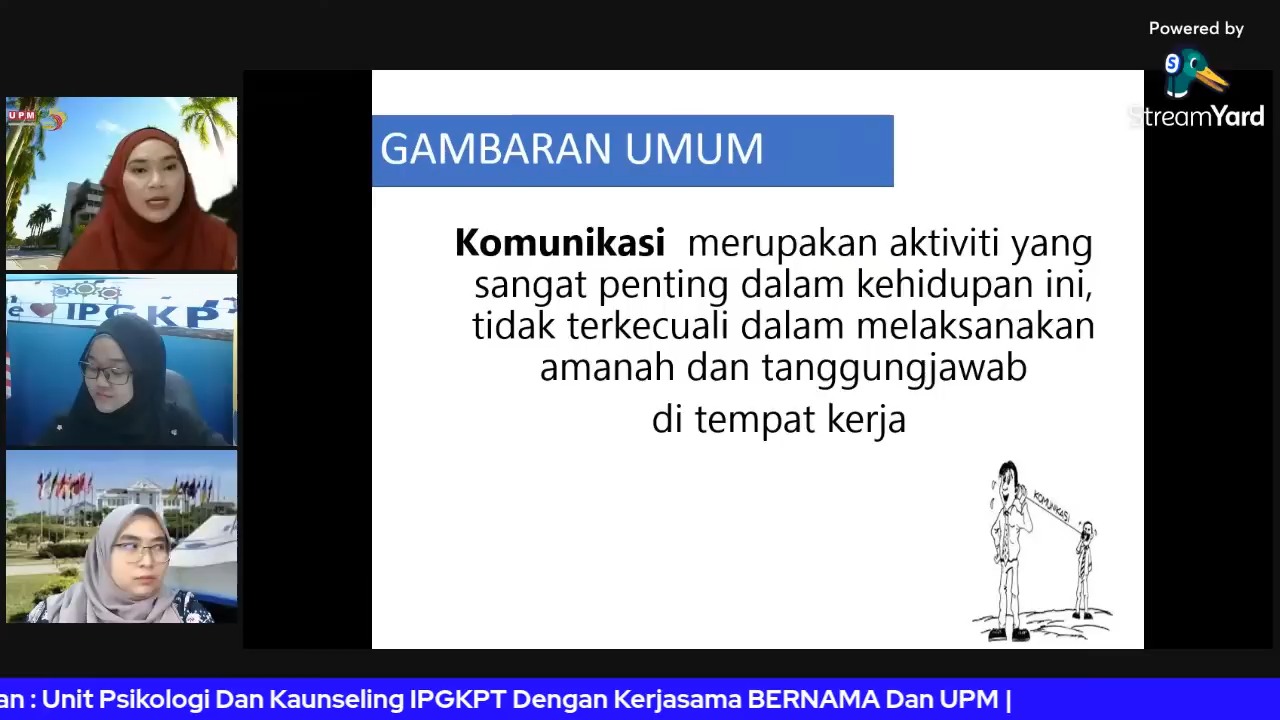 Powered by
StreamYard
UPM
IPGKPT
GAMBARAN UMUM
Komunikasi merupakan aktiviti yang
sangat penting dalam kehidupan ini,
tidak terkecuali dalam melaksanakan
amanah dan tanggungjawab
di tempat kerja
KOMUNIKASI
an : Unit Psikologi Dan Kaunseling IPGKPT Dengan Kerjasama BERNAMA Dan UPM |